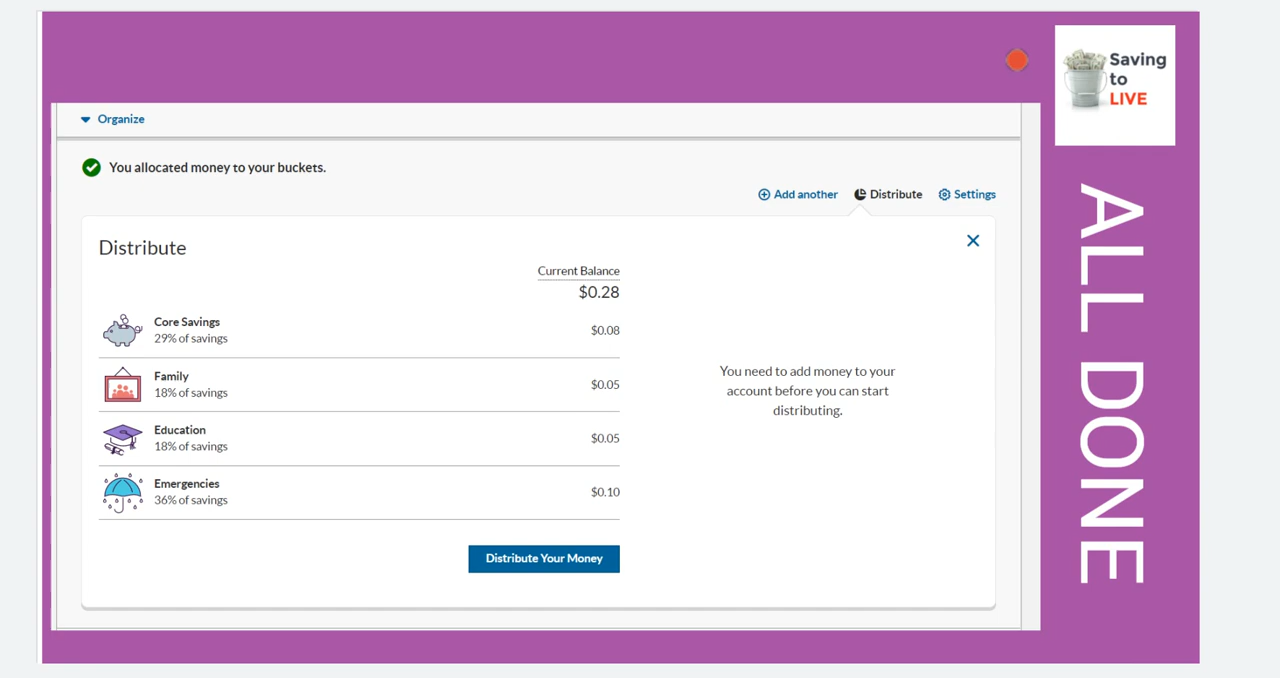 Saving
to
LIVE
ALL DONE
Organize
You allocated money to your buckets.
Add another Distribute Settings
Distribute
Current Balance
$0.28
Core Savings
29% of savings
$0.08
Family
18% of savings
$0.05
Education
18% of savings
$0.05
Emergencies
36% of savings
$0.10
Distribute Your Money
You need to add money to your
account before you can start
distributing.